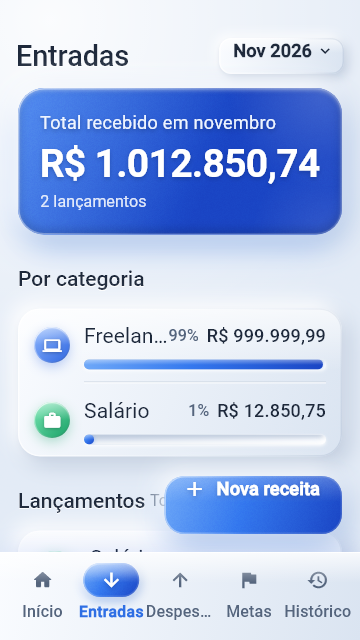 Entradas
Nov 2026
Total recebido em novembro
R$ 1.012.850,74
2 lançamentos
Por categoria
Freelan... 99% R$ 999.999,99
Salário 1% R$ 12.850,75
Lançamentos
Nova receita
Início Entradas Despes... Metas Histórico